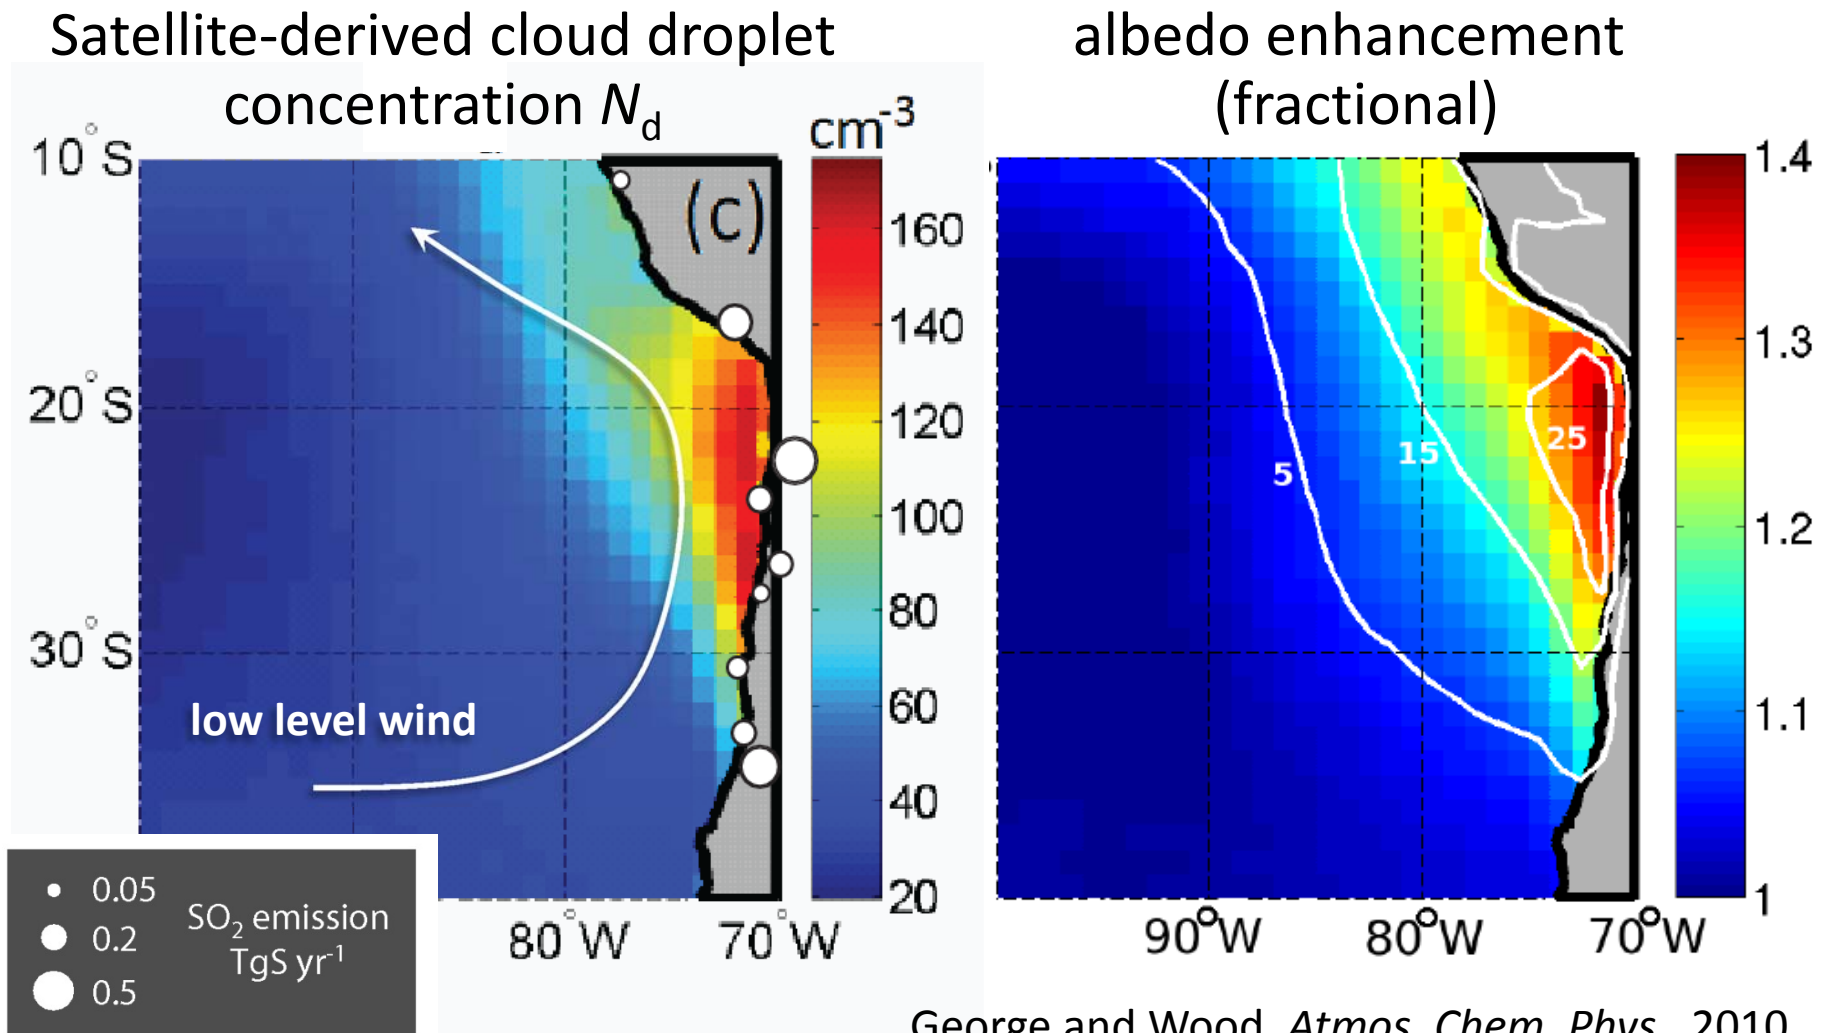 Satellite-derived cloud droplet
concentration Nd
cm-3
albedo enhancement
(fractional)
10°S
20°S
30°S
(c)
low level wind
160
140
120
100
80
60
40
20
80°W
70°W
0.05
0.2
0.5
SO2 emission
TgS yr-1
5
15
25
1.4
1.3
1.2
1.1
1
90°W
80°W
70°W
George and Wood, Atmos. Chem. Phys., 2010